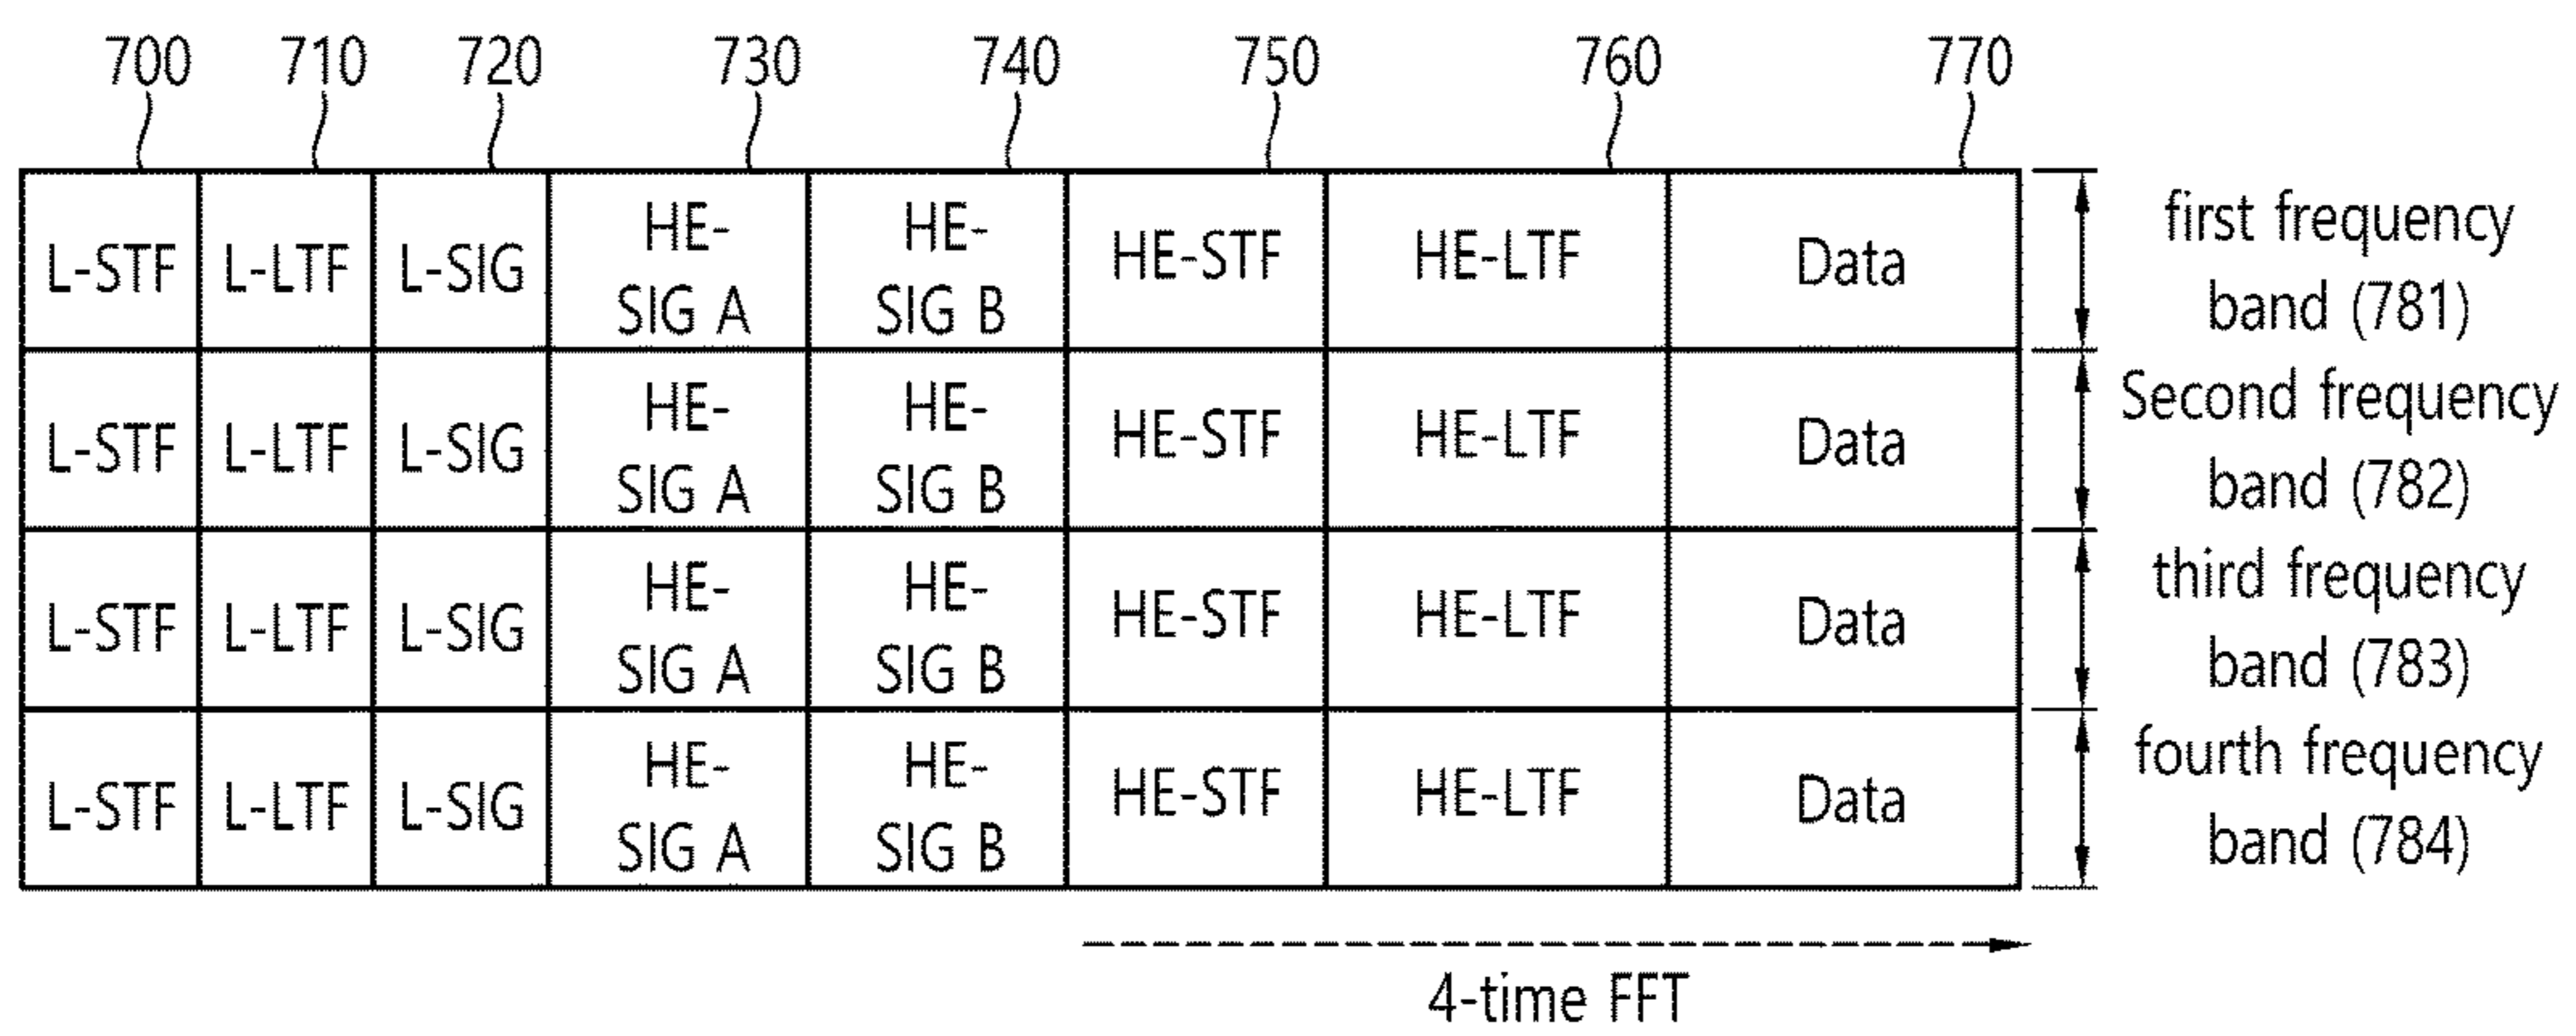 700 710 720 730 740 750 760 770
L-STF L-LTF L-SIG HE- HE- HE-STF HE-LTF Data first frequency
SIG A SIG B band (781)
L-STF L-LTF L-SIG HE- HE- HE-STF HE-LTF Data Second frequency
SIG A SIG B band (782)
L-STF L-LTF L-SIG HE- HE- HE-STF HE-LTF Data third frequency
SIG A SIG B band (783)
L-STF L-LTF L-SIG HE- HE- HE-STF HE-LTF Data fourth frequency
SIG A SIG B band (784)
4-time FFT